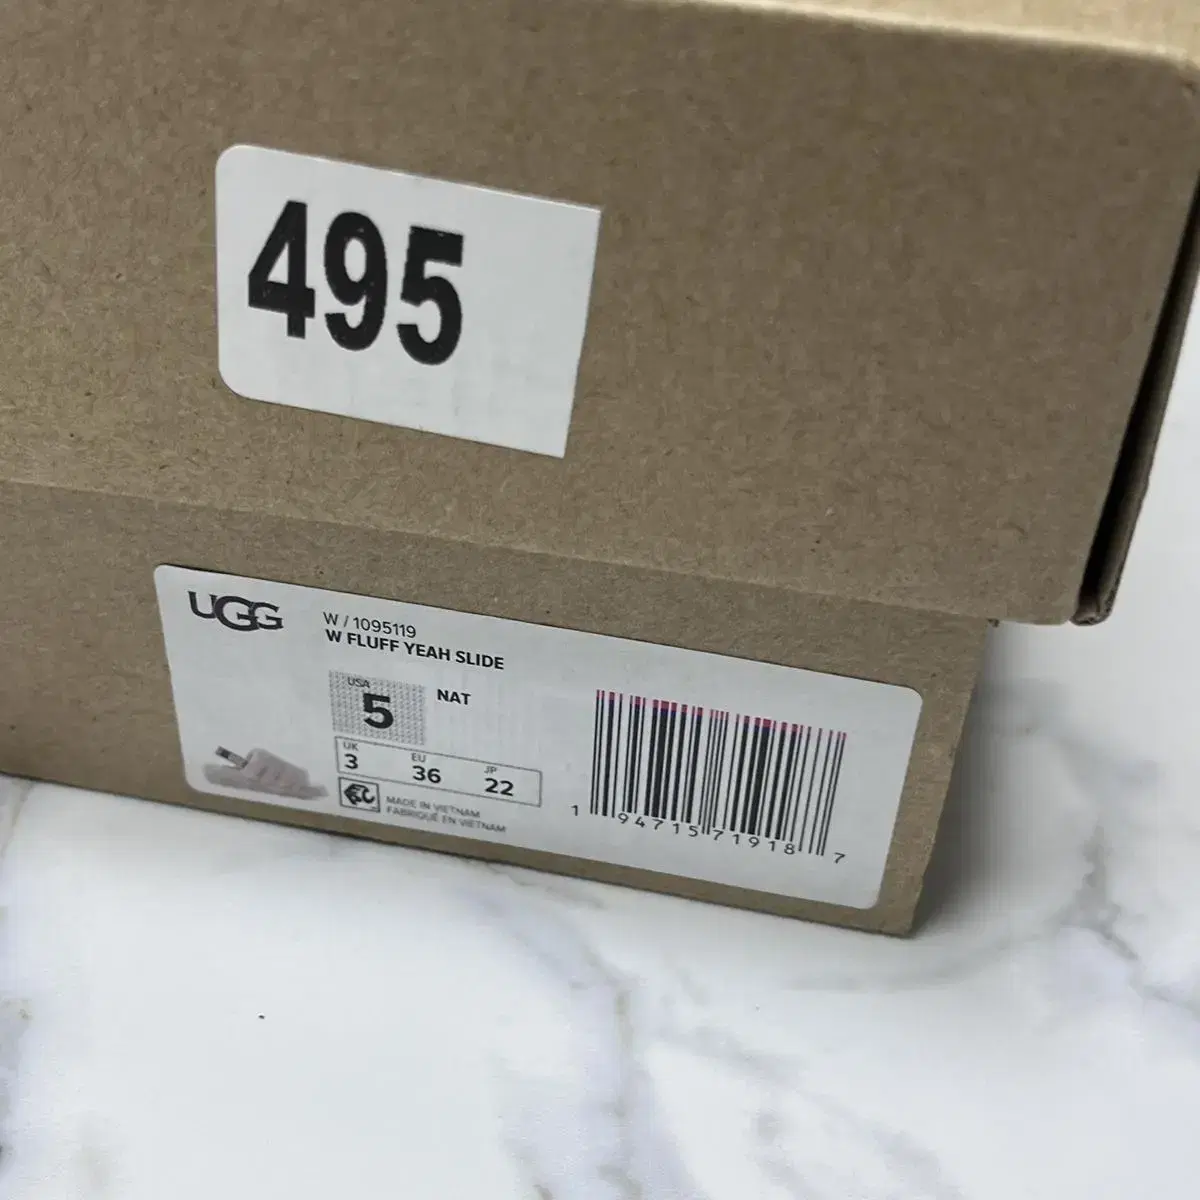 495
UGG
W / 1095119
W FLUFF YEAH SLIDE
USA
5
NAT
UK
3
EU
36
JP
22
MADE IN VIETNAM
FABRIQUÉ EN VIETNAM
1 94715 71918 7